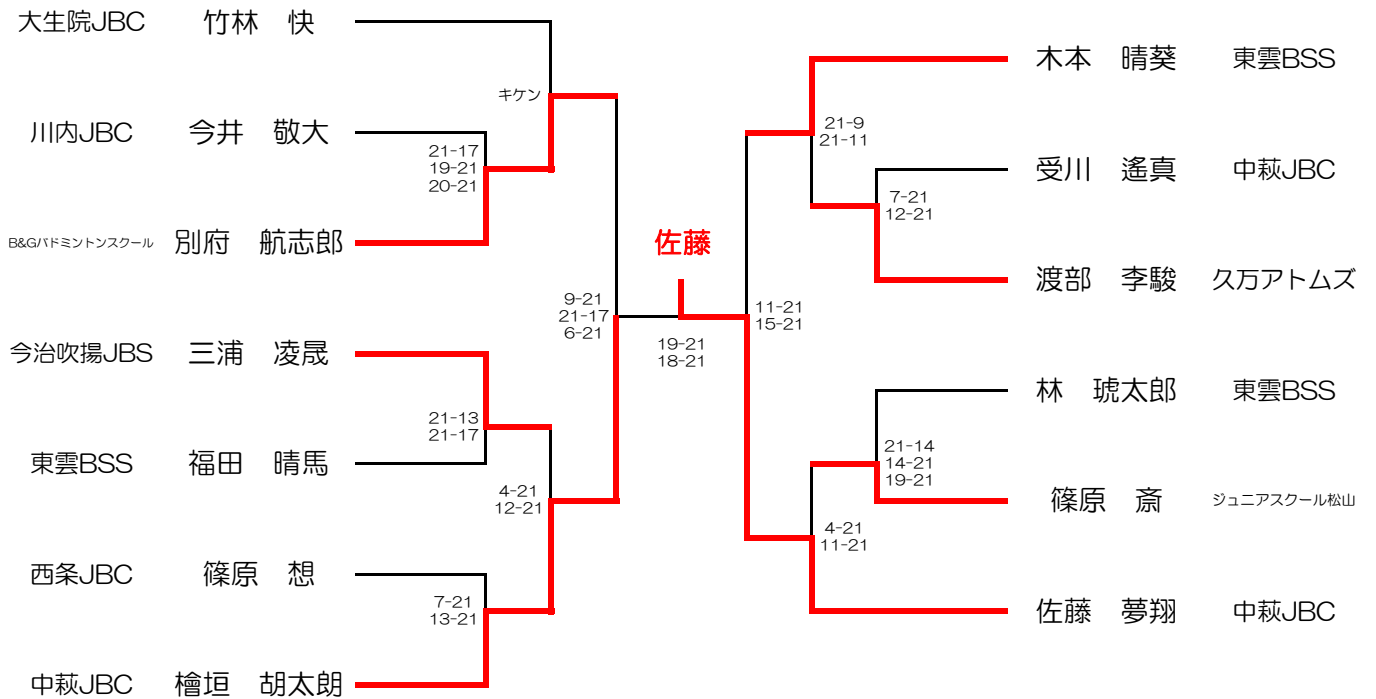 大生院JBC 竹林 快
キケン
川内JBC 今井 敬大
21-17
19-21
20-21
B&Gバドミントンスクール 別府 航志郎
9-21
21-17
6-21
今治吹揚JBS 三浦 凌晟
21-13
21-17
東雲BSS 福田 晴馬
4-21
12-21
西条JBC 篠原 想
7-21
13-21
中萩JBC 檜垣 胡太朗
佐藤
19-21
18-21
木本 晴葵 東雲BSS
21-9
21-11
受川 遙真 中萩JBC
7-21
12-21
渡部 李駿 久万アトムズ
11-21
15-21
林 琥太郎 東雲BSS
21-14
14-21
19-21
篠原 斎 ジュニアスクール松山
4-21
11-21
佐藤 夢翔 中萩JBC